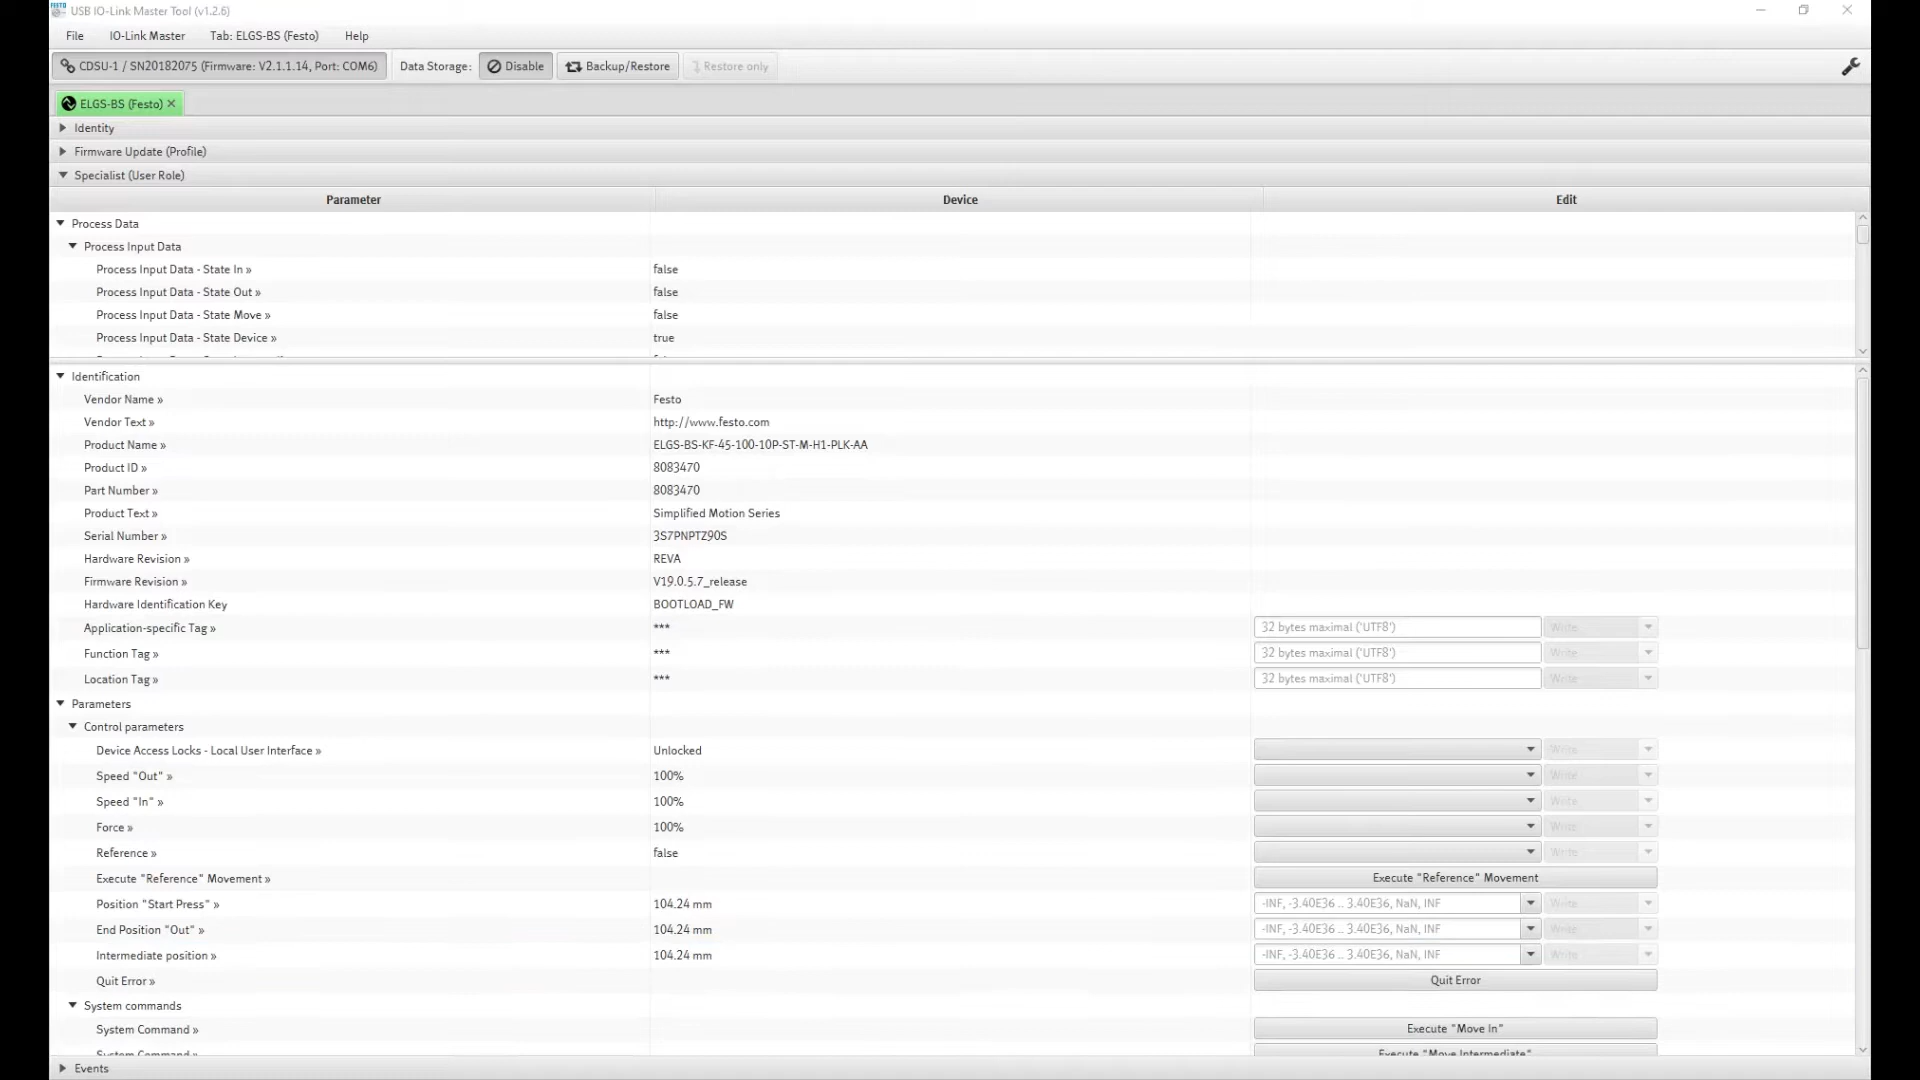 USB IO-Link Master Tool (v1.2.6)
File IO-Link Master Tab: ELGS-BS (Festo) Help
CDSU-1 / SN20182075 (Firmware: V2.1.1.14, Port: COM6) Data Storage: Disable Backup/Restore Restore only
ELGS-BS (Festo)
Identity
Firmware Update (Profile)
Specialist (User Role)
Parameter Device Edit
Process Data
Process Input Data
Process Input Data - State In » false
Process Input Data - State Out » false
Process Input Data - State Move » false
Process Input Data - State Device » true
Identification
Vendor Name » Festo
Vendor Text » http://www.festo.com
Product Name » ELGS-BS-KF-45-100-10P-ST-M-H1-PLK-AA
Product ID » 8083470
Part Number » 8083470
Product Text » Simplified Motion Series
Serial Number » 3S7PNPTZ90S
Hardware Revision » REVA
Firmware Revision » V19.0.5.7_release
Hardware Identification Key BOOTLOAD_FW
Application-specific Tag » *** 32 bytes maximal ('UTF8') Write
Function Tag » *** 32 bytes maximal ('UTF8') Write
Location Tag » *** 32 bytes maximal ('UTF8') Write
Parameters
Control parameters
Device Access Locks - Local User Interface » Unlocked Write
Speed "Out" » 100% Write
Speed "In" » 100% Write
Force » 100% Write
Reference » false Write
Execute "Reference" Movement » Execute "Reference" Movement
Position "Start Press" » 104.24 mm -INF, -3.40E36 .. 3.40E36, NaN, INF Write
End Position "Out" » 104.24 mm -INF, -3.40E36 .. 3.40E36, NaN, INF Write
Intermediate position » 104.24 mm -INF, -3.40E36 .. 3.40E36, NaN, INF Write
Quit Error » Quit Error
System commands
System Command » Execute "Move In"
System Command » Execute "Move Intermediate"
Events